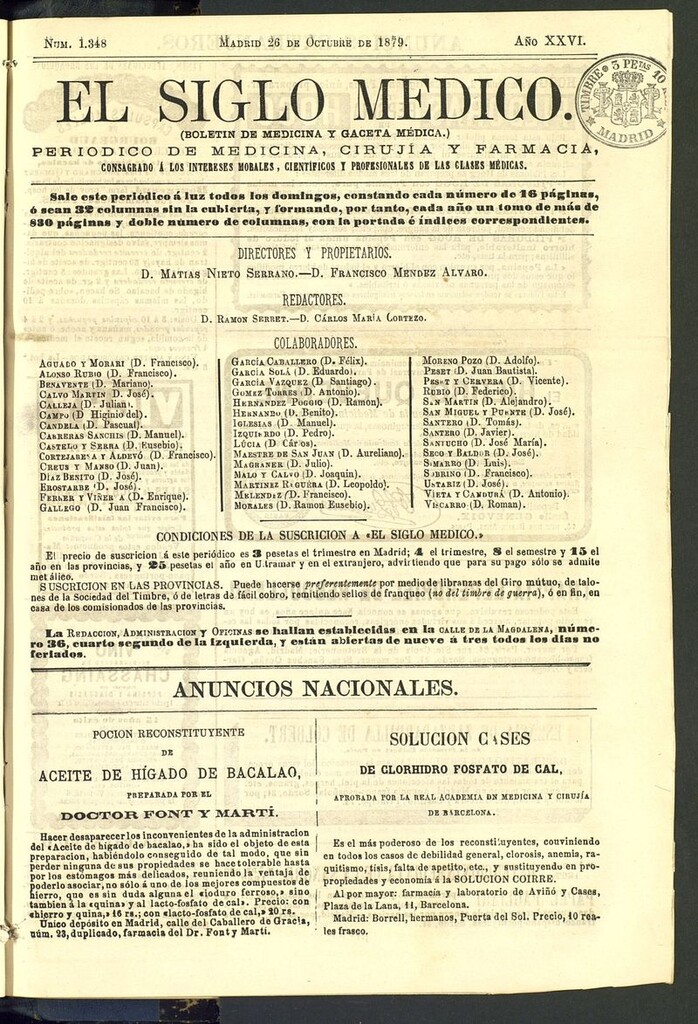 NÚM. 1.348
MADRID 26 DE OCTUBRE DE 1879.
AÑO XXVI.
TIMBRE 3 PETAS 10
MADRID
EL SIGLO MEDICO.
(BOLETIN DE MEDICINA Y GACETA MÉDICA.)
PERIODICO DE MEDICINA, CIRUJÍA Y FARMACIA,
CONSAGRADO Á LOS INTERESES MORALES, CIENTÍFICOS Y PROFESIONALES DE LAS CLASES MÉDICAS.
Sale este periódico á luz todos los domingos, constando cada número de 16 páginas,
ó sean 32 columnas sin la cubierta, y formando, por tanto, cada año un tomo de más de
830 páginas y doble número de columnas, con la portada é índices correspondientes.
DIRECTORES Y PROPIETARIOS.
D. MATIAS NIETO SERRANO.—D. FRANCISCO MENDEZ ALVARO.
REDACTORES.
D. RAMON SERRET.—D. CÁRLOS MARÍA CORTEZO.
COLABORADORES.
AGUADO Y MORARI (D. Francisco).
ALONSO RUBIO (D. Francisco).
BENAVENTE (D. Mariano).
CALVO MARTIN (D. José).
CALLEJA (D. Julian).
CAMPO (D. Higinio del).
CANDELA (D. Pascual).
CARRERAS SANCHIS (D. Manuel).
CASTELO Y SERRA (D. Eusebio).
CORTEJARENA Y ALDEVÓ (D. Francisco).
CREUS Y MANSO (D. Juan).
DIAZ BENITO (D. José).
EROSTARBE (D. José).
FERRER Y VIÑERTA (D. Enrique).
GALLEGO (D. Juan Francisco).
GARCÍA CABALLERO (D. Félix).
GARCÍA SOLÁ (D. Eduardo).
GARCÍA VAZQUEZ (D. Santiago).
GOMEZ TORRES (D. Antonio).
HERNANDEZ POGGIO (D. Ramon).
HERNANDO (D. Benito).
IGLESIAS (D. Manuel).
IZQUIERDO (D. Pedro).
LÚCIA (D. Cárlos).
MAESTRE DE SAN JUAN (D. Aureliano).
MAGRANER (D. Julio).
MALO Y CALVO (D. Joaquin).
MARTINEZ REGUERA (D. Leopoldo).
MELENDEZ (D. Francisco).
MORALES (D. Ramon Eusebio).
MORENO POZO (D. Adolfo).
PESET (D. Juan Bautista).
PESET Y CERVERA (D. Vicente).
RUBIO (D. Federico).
SAN MARTIN (D. Alejandro).
SAN MIGUEL Y PUENTE (D. José).
SANTERO (D. Tomás).
SANTERO (D. Javier).
SANTUCHO (D. José María).
SECO Y BALDOR (D. José).
SIMARRO (D. Luis).
SOBRINO (D. Francisco).
USTARIZ (D. José).
VIETA Y CANDURÁ (D. Antonio).
VISCARRO (D. Roman).
CONDICIONES DE LA SUSCRICION A «EL SIGLO MEDICO.»
El precio de suscricion á este periódico es 3 pesetas el trimestre en Madrid; 4 el trimestre, 8 el semestre y 15 el
año en las provincias, y 25 pesetas el año en Ultramar y en el extranjero, advirtiendo que para su pago sólo se admite
metálico.
SUSCRICION EN LAS PROVINCIAS. Puede hacerse preferentemente por medio de libranzas del Giro mútuo, de talo-
nes de la Sociedad del Timbre, ó de letras de fácil cobro, remitiendo sellos de franqueo (no del timbre de guerra), ó en fin, en
casa de los comisionados de las provincias.
LA REDACCION, ADMINISTRACION Y OFICINAS se hallan establecidas en la CALLE DE LA MAGDALENA, núme-
ro 36, cuarto segundo de la izquierda, y están abiertas de nueve á tres todos los dias no
feriados.
ANUNCIOS NACIONALES.
POCION RECONSTITUYENTE
DE
ACEITE DE HÍGADO DE BACALAO,
PREPARADA POR EL
DOCTOR FONT Y MARTÍ.
Hacer desaparecer los inconvenientes de la administracion
del «Aceite de hígado de bacalao,» ha sido el objeto de esta
preparacion, habiéndolo conseguido de tal modo, que sin
perder ninguna de sus propiedades se hace tolerable hasta
por los estómagos más delicados, reuniendo la ventaja de
poderlo asociar, no sólo á uno de los mejores compuestos de
hierro, que es sin duda alguna el «ioduro ferroso,» sino
tambien á la «quina» y al «lacto-fosfato de cal.» Precio: con
«hierro y quina,» 16 rs.; con «lacto-fosfato de cal,» 20 rs.
Único depósito en Madrid, calle del Caballero de Gracia,
núm. 23, duplicado, farmacia del Dr. Font y Martí.
SOLUCION CASES
DE CLORHIDRO FOSFATO DE CAL,
APROBADA POR LA REAL ACADEMIA DN MEDICINA Y CIRUJÍA
DE BARCELONA.
Es el más poderoso de los reconstituyentes, conviniendo
en todos los casos de debilidad general, clorosis, anemia, ra-
quitismo, tísis, falta de apetito, etc., y sustituyendo en pro-
propiedades y economía á la SOLUCION COIRRE.
Al por mayor: farmacia y laboratorio de Aviñó y Cases,
Plaza de la Lana, 11, Barcelona.
Madrid: Borrell, hermanos, Puerta del Sol. Precio, 10 rea-
les frasco.